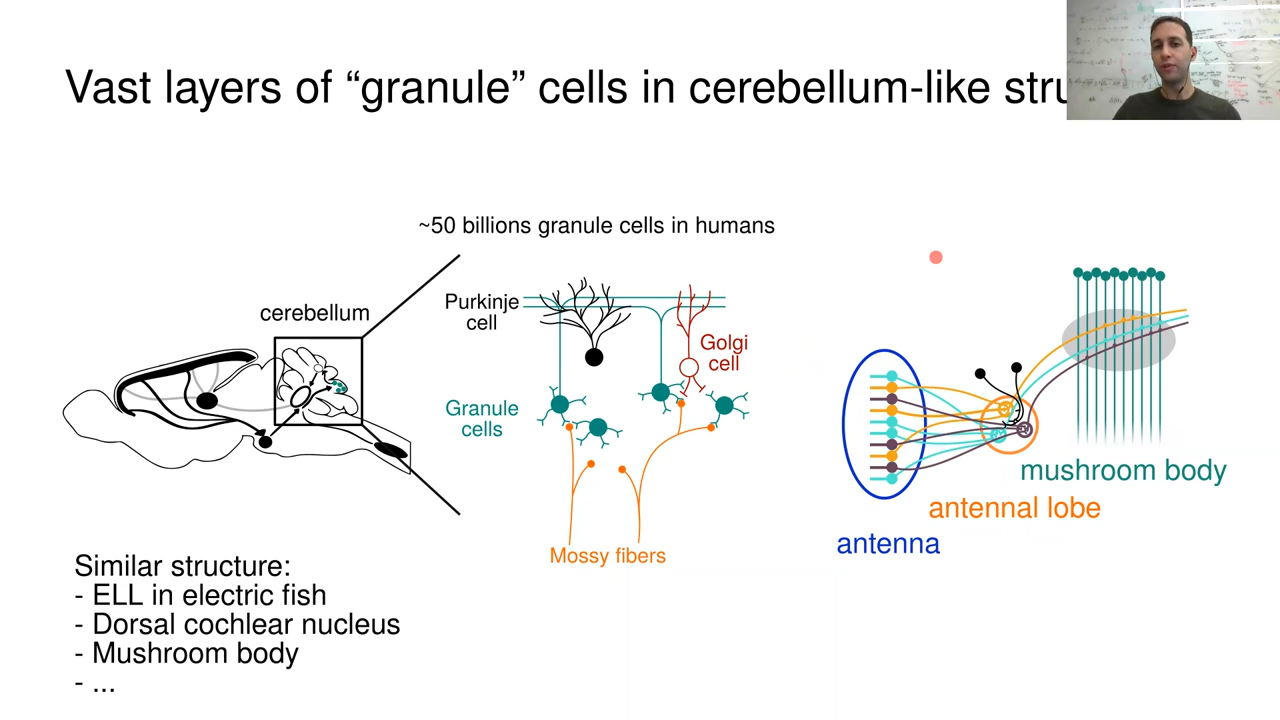 Vast layers of “granule” cells in cerebellum-like stru
~50 billions granule cells in humans
cerebellum
Purkinje
cell
Golgi
cell
Granule
cells
Mossy fibers
mushroom body
antennal lobe
antenna
Similar structure:
- ELL in electric fish
- Dorsal cochlear nucleus
- Mushroom body
- ...